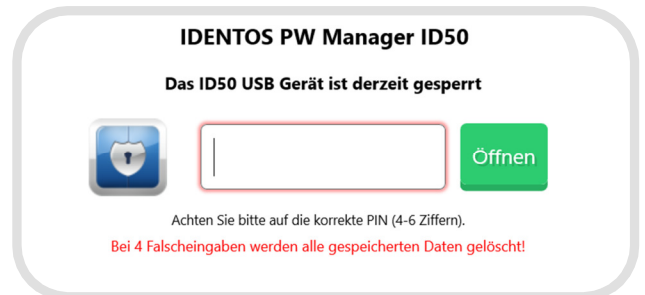 IDENTOS PW Manager ID50
Das ID50 USB Gerät ist derzeit gesperrt
Öffnen
Achten Sie bitte auf die korrekte PIN (4-6 Ziffern).
Bei 4 Falscheingaben werden alle gespeicherten Daten gelöscht!